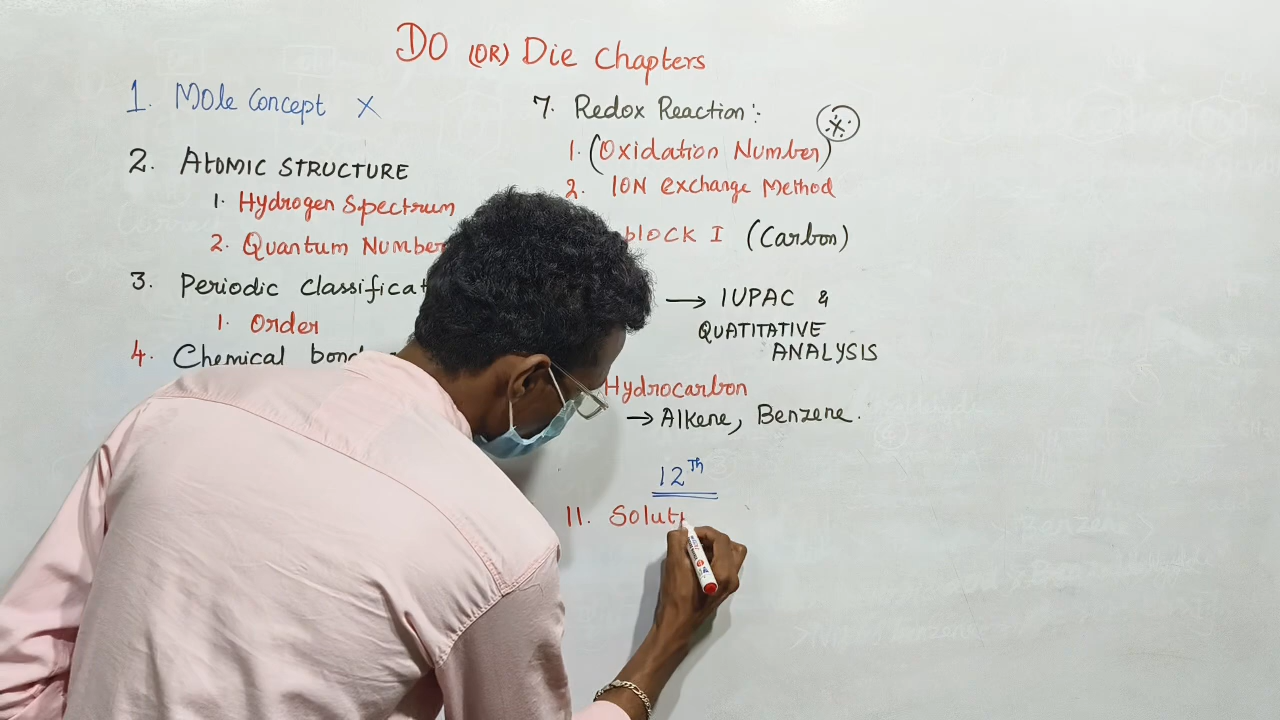 DO (OR) Die Chapters
1. Mole Concept X
2. ATOMIC STRUCTURE
1. Hydrogen Spectrum
2. Quantum Number
3. Periodic Classificat
1. Order
4. Chemical bond
7. Redox Reaction :-
1. (Oxidation Number)
2. ION exchange Method
block I (Carbon)
→ IUPAC &
QUATITATIVE
ANALYSIS
Hydrocarbon
→ Alkene, Benzene.
12Th
11. Solut